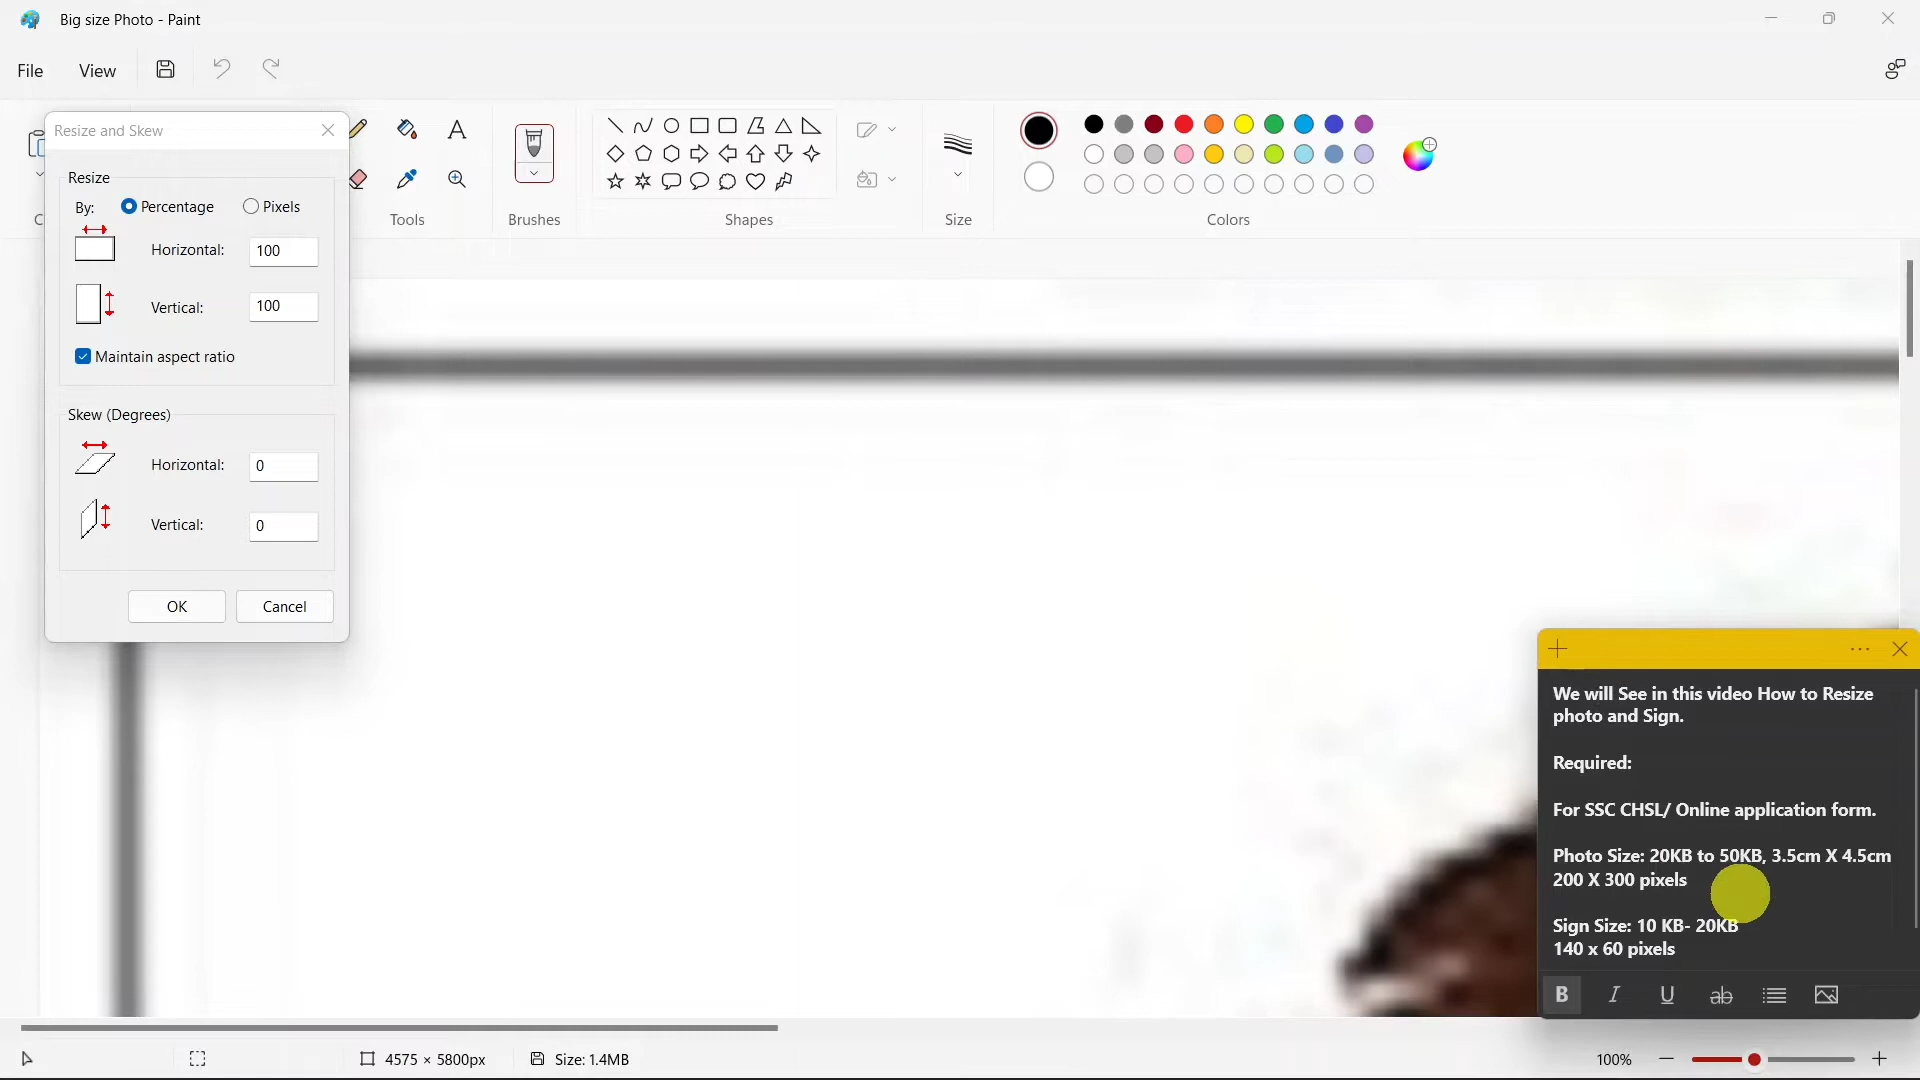 Big size Photo - Paint
File View
Resize and Skew
Resize
By: Percentage Pixels
Horizontal: 100
Vertical: 100
Maintain aspect ratio
Skew (Degrees)
Horizontal: 0
Vertical: 0
OK Cancel
C
Tools
Brushes
Shapes
Size
Colors
We will See in this video How to Resize
photo and Sign.
Required:
For SSC CHSL/ Online application form.
Photo Size: 20KB to 50KB, 3.5cm X 4.5cm
200 X 300 pixels
Sign Size: 10 KB- 20KB
140 x 60 pixels
B I U ab
4575 × 5800px Size: 1.4MB 100%